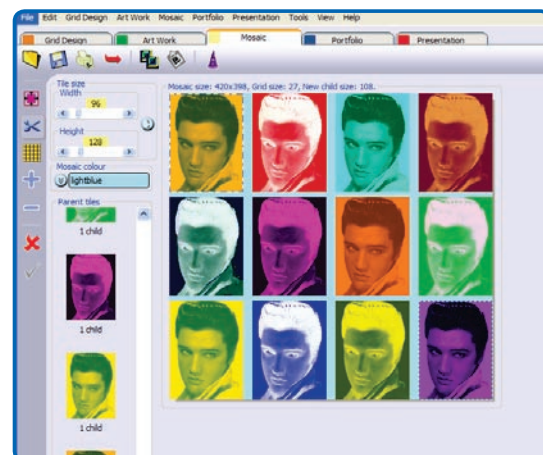 File Edit Grid Design Art Work Mosaic Portfolio Presentation Tools View Help
Grid Design Art Work Mosaic Portfolio Presentation
Tile size
Width
96
Height
128
Mosaic colour
lightblue
Parent tiles
1 child
1 child
1 child
Mosaic size: 420x398, Grid size: 27, New child size: 108.